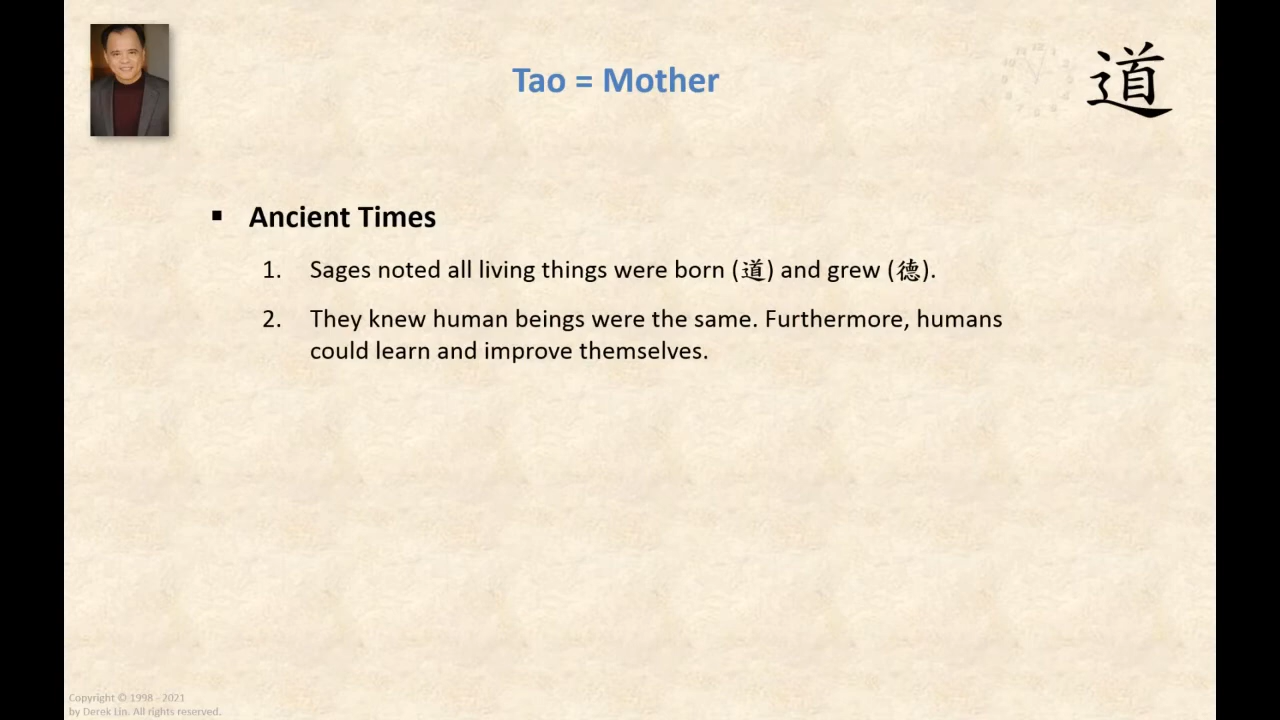 Tao = Mother
道
▪ Ancient Times
1. Sages noted all living things were born (道) and grew (德).
2. They knew human beings were the same. Furthermore, humans
could learn and improve themselves.
Copyright © 1998 - 2021
by Derek Lin. All rights reserved.